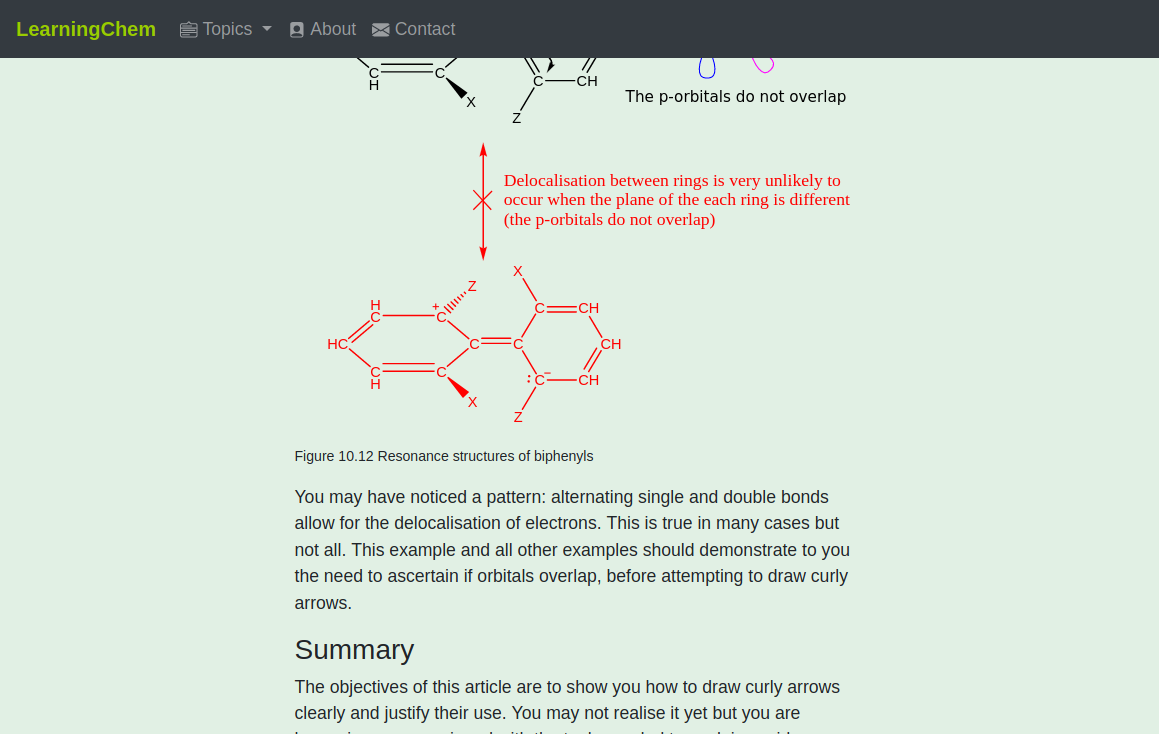 LearningChem Topics About Contact
C C C CH
H X
The p-orbitals do not overlap
Z
Delocalisation between rings is very unlikely to
occur when the plane of the each ring is different
(the p-orbitals do not overlap)
X
Z
H + C CH
C C
HC C C CH
C C : C − CH
H
X
Z
Figure 10.12 Resonance structures of biphenyls
You may have noticed a pattern: alternating single and double bonds
allow for the delocalisation of electrons. This is true in many cases but
not all. This example and all other examples should demonstrate to you
the need to ascertain if orbitals overlap, before attempting to draw curly
arrows.
Summary
The objectives of this article are to show you how to draw curly arrows
clearly and justify their use. You may not realise it yet but you are